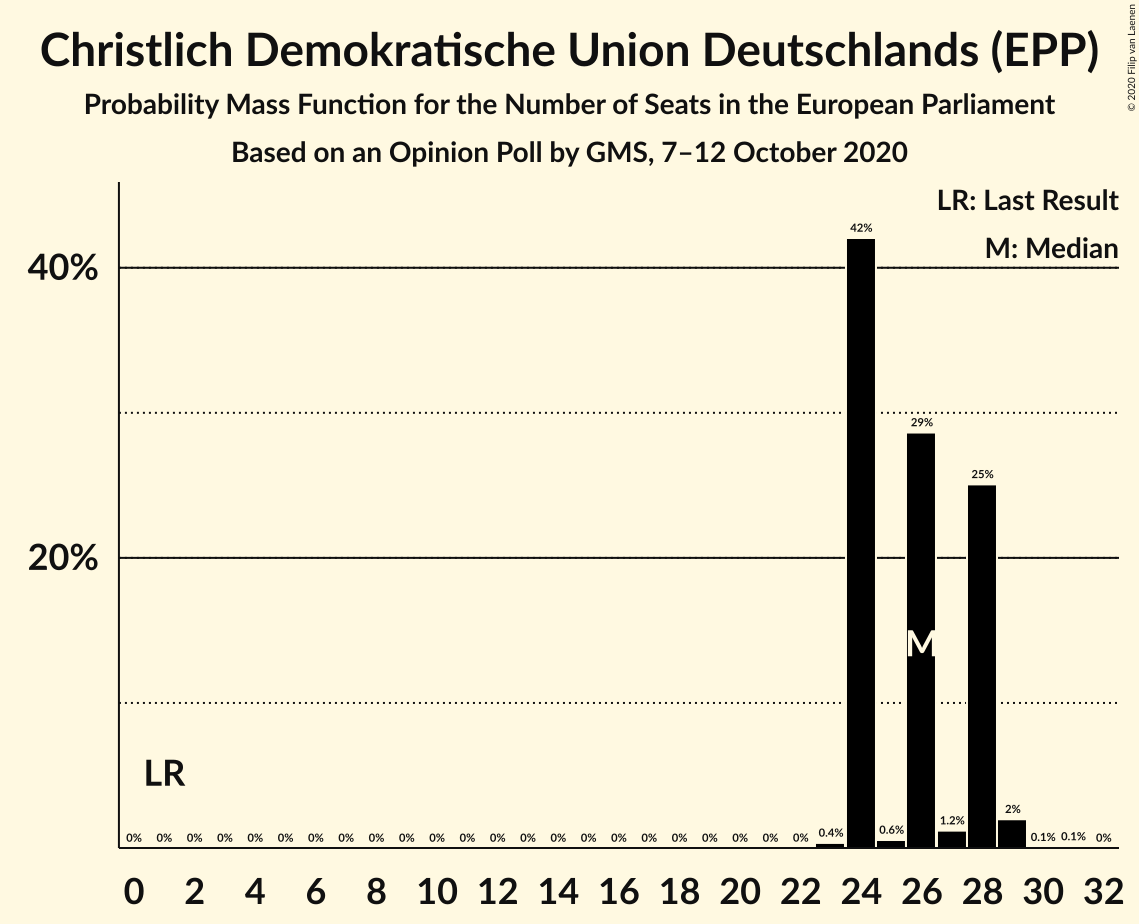 Christlich Demokratische Union Deutschlands (EPP)
Probability Mass Function for the Number of Seats in the European Parliament
Based on an Opinion Poll by GMS, 7–12 October 2020
© 2020 Filip van Laenen
LR: Last Result
M: Median
40%
20%
42%
29%
25%
M
LR
0% 0% 0% 0% 0% 0% 0% 0% 0% 0% 0% 0% 0% 0% 0% 0% 0% 0% 0% 0% 0% 0% 0% 0.4% 0.6% 1.2% 2% 0.1% 0.1% 0%
0 2 4 6 8 10 12 14 16 18 20 22 24 26 28 30 32